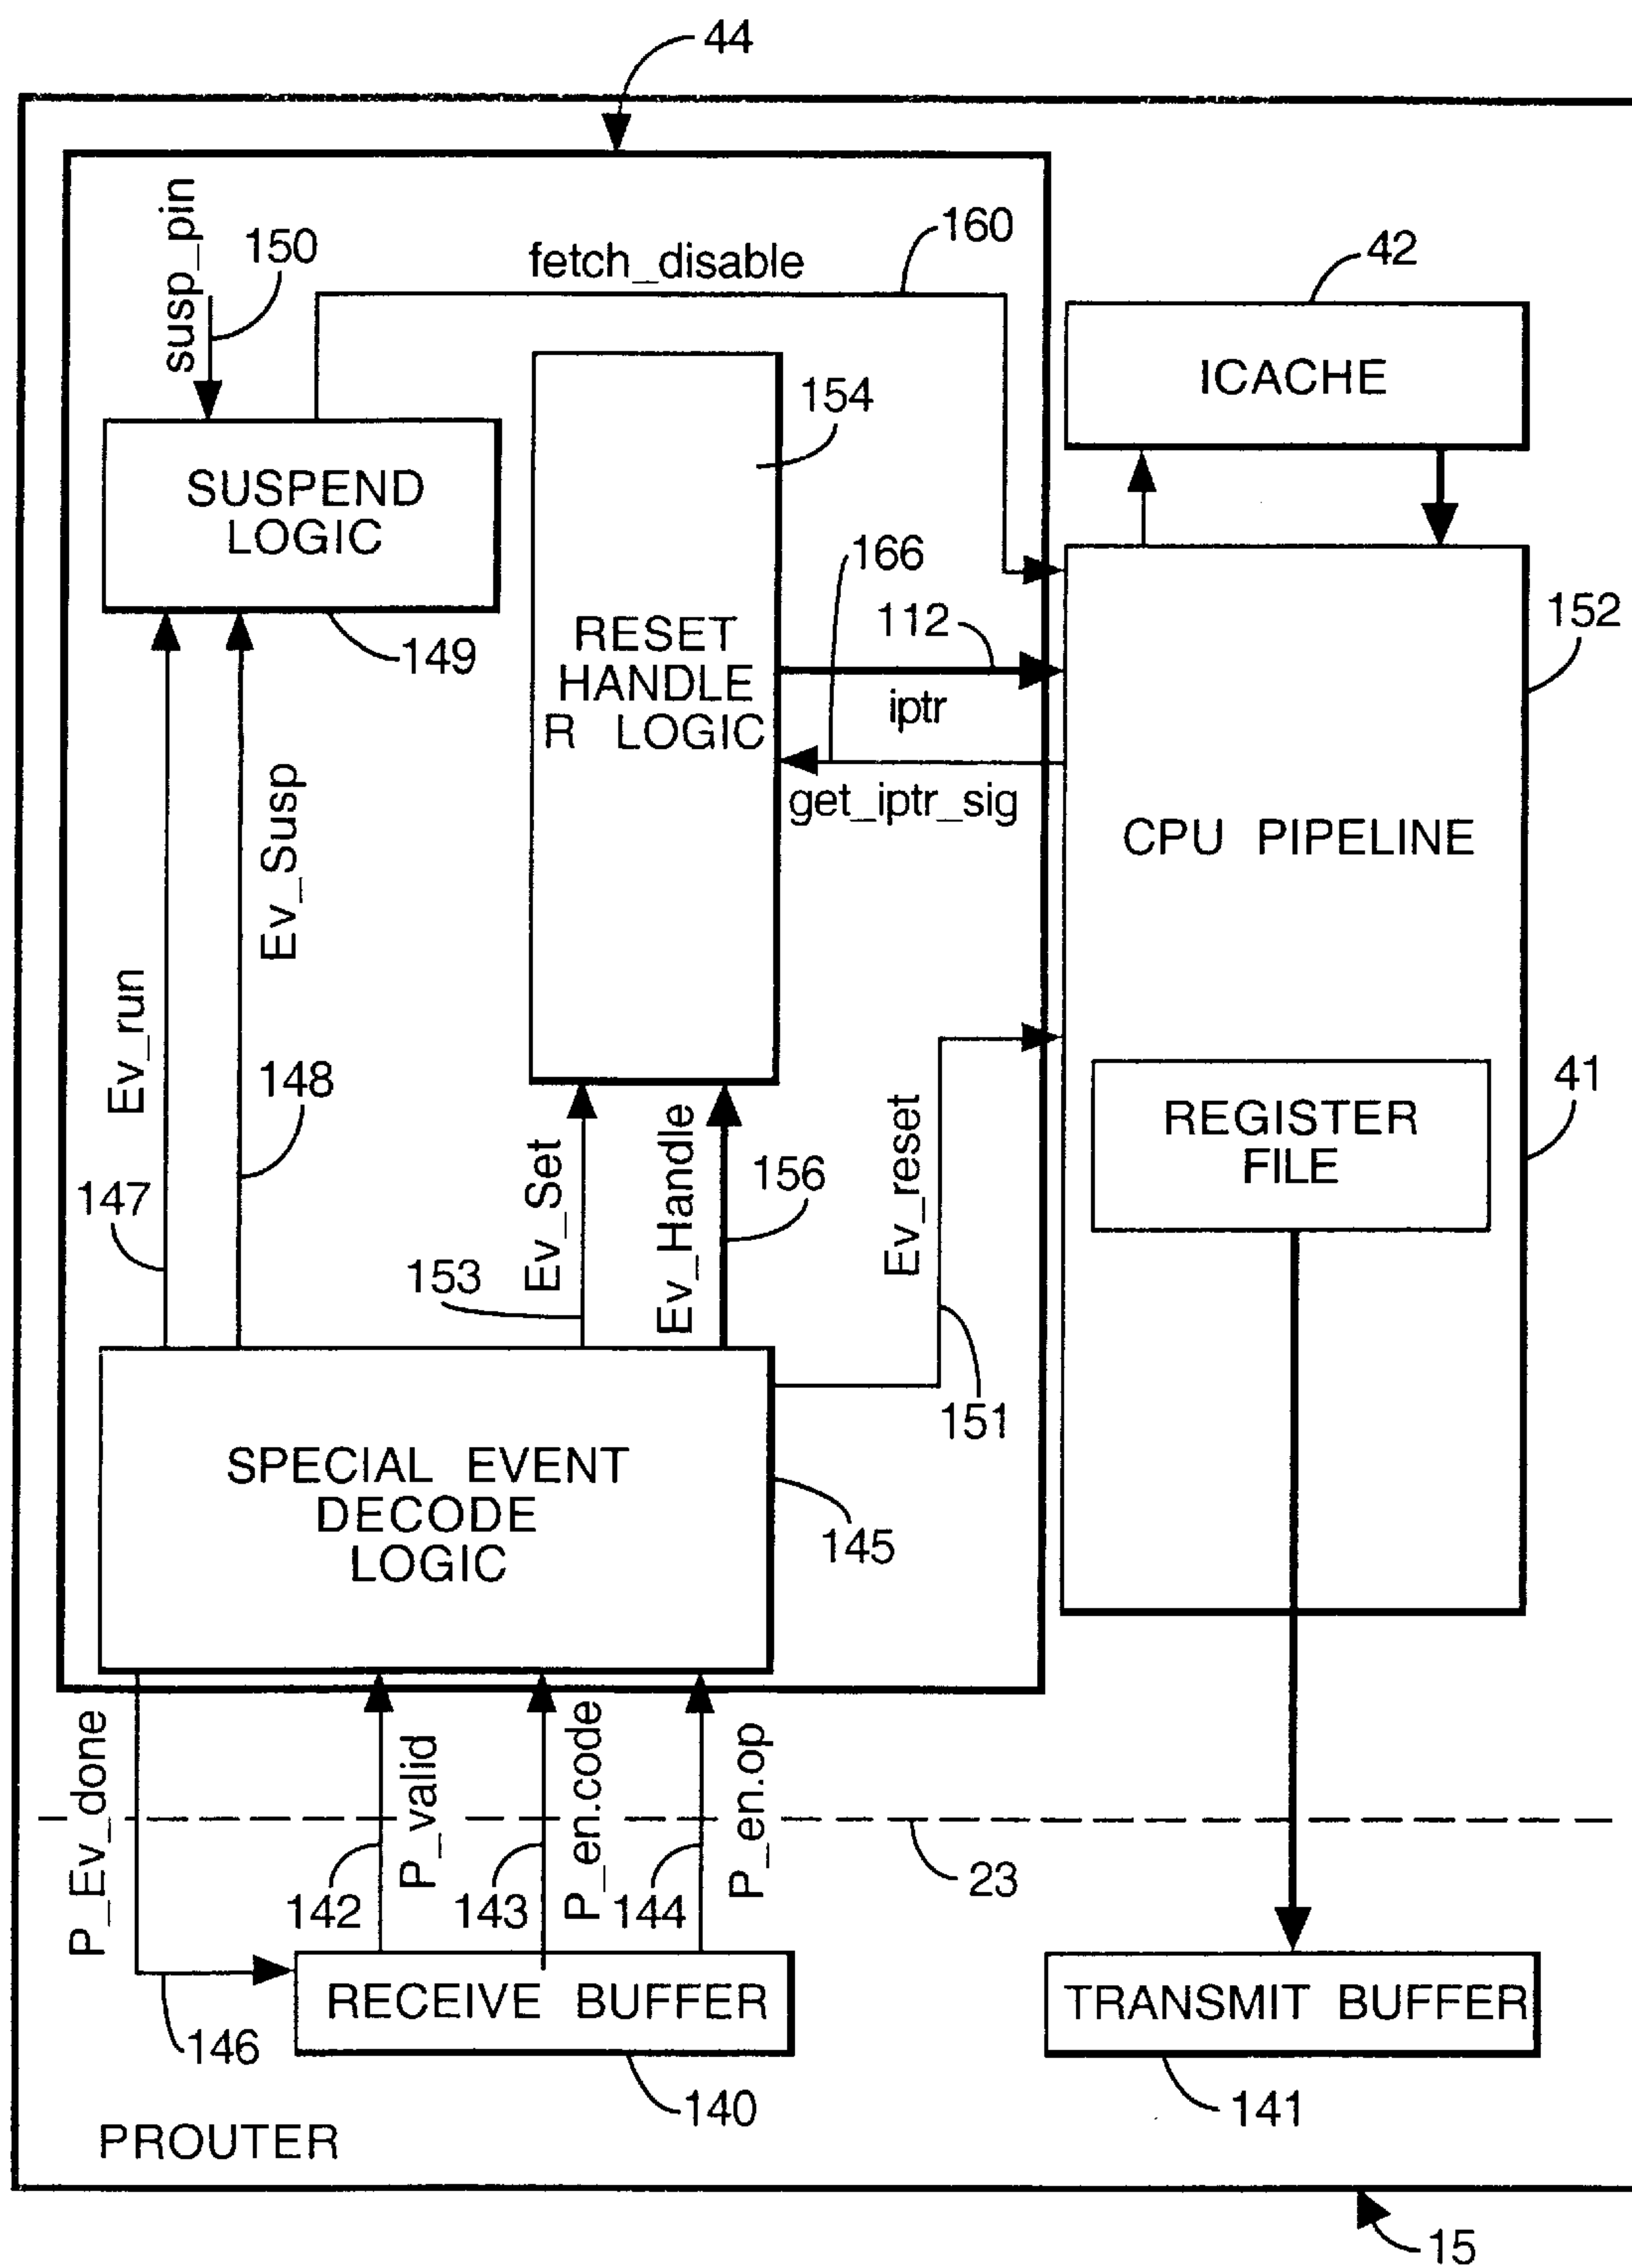 44
susp_pin
150
fetch_disable
160
42
ICACHE
154
SUSPEND
LOGIC
149
166
112
iptr
get_iptr_sig
RESET
HANDLE
R LOGIC
152
CPU PIPELINE
Ev_run
Ev_Susp
148
147
41
REGISTER
FILE
Ev_Set
153
Ev_Handle
156
Ev_reset
151
SPECIAL EVENT
DECODE
LOGIC
145
P_Ev_done
P_valid
142
P_en.code
143
P_en.op
144
23
146
RECEIVE BUFFER
140
TRANSMIT BUFFER
141
PROUTER
15